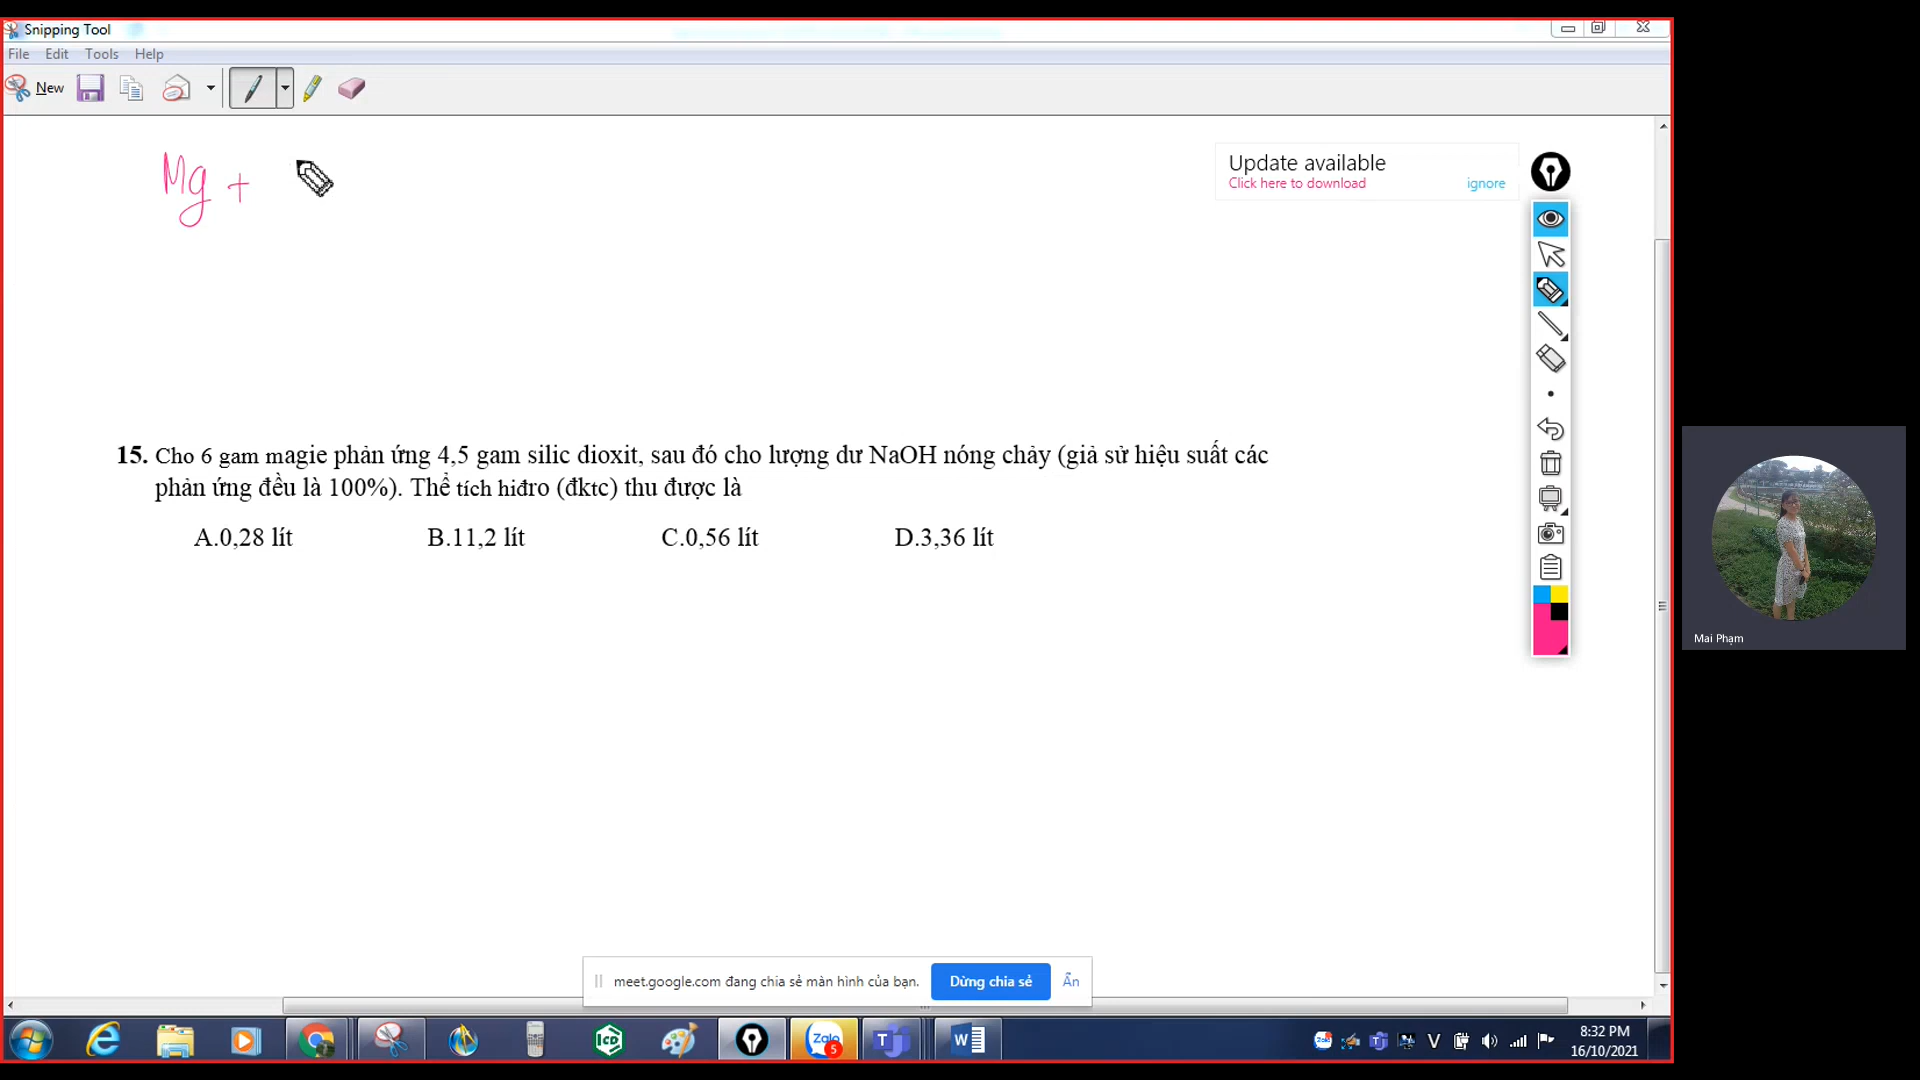 Snipping Tool
File Edit Tools Help
New
Mg +
Update available
Click here to download ignore
15. Cho 6 gam magie phản ứng 4,5 gam silic dioxit, sau đó cho lượng dư NaOH nóng chảy (giả sử hiệu suất các
phản ứng đều là 100%). Thể tích hiđro (đktc) thu được là
A.0,28 lít B.11,2 lít C.0,56 lít D.3,36 lít
Mai Phạm
meet.google.com đang chia sẻ màn hình của bạn. Dừng chia sẻ Ẩn
ICD
Zalo
5
V
8:32 PM
16/10/2021